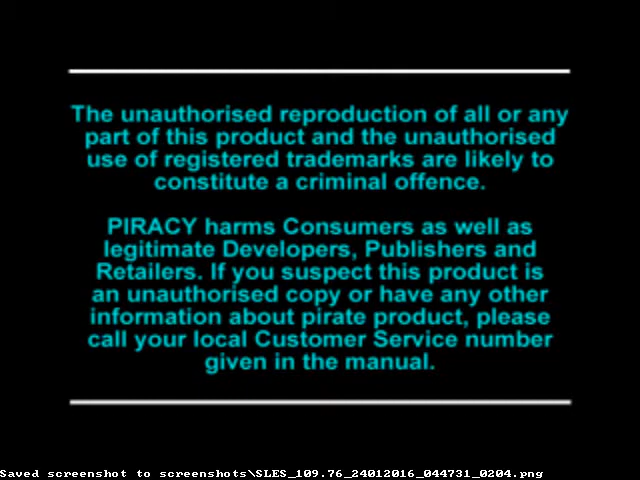 The unauthorised reproduction of all or any
part of this product and the unauthorised
use of registered trademarks are likely to
constitute a criminal offence.
PIRACY harms Consumers as well as
legitimate Developers, Publishers and
Retailers. If you suspect this product is
an unauthorised copy or have any other
information about pirate product, please
call your local Customer Service number
given in the manual.
Saved screenshot to screenshots\SLES_109.76_24012016_044731_0204.png